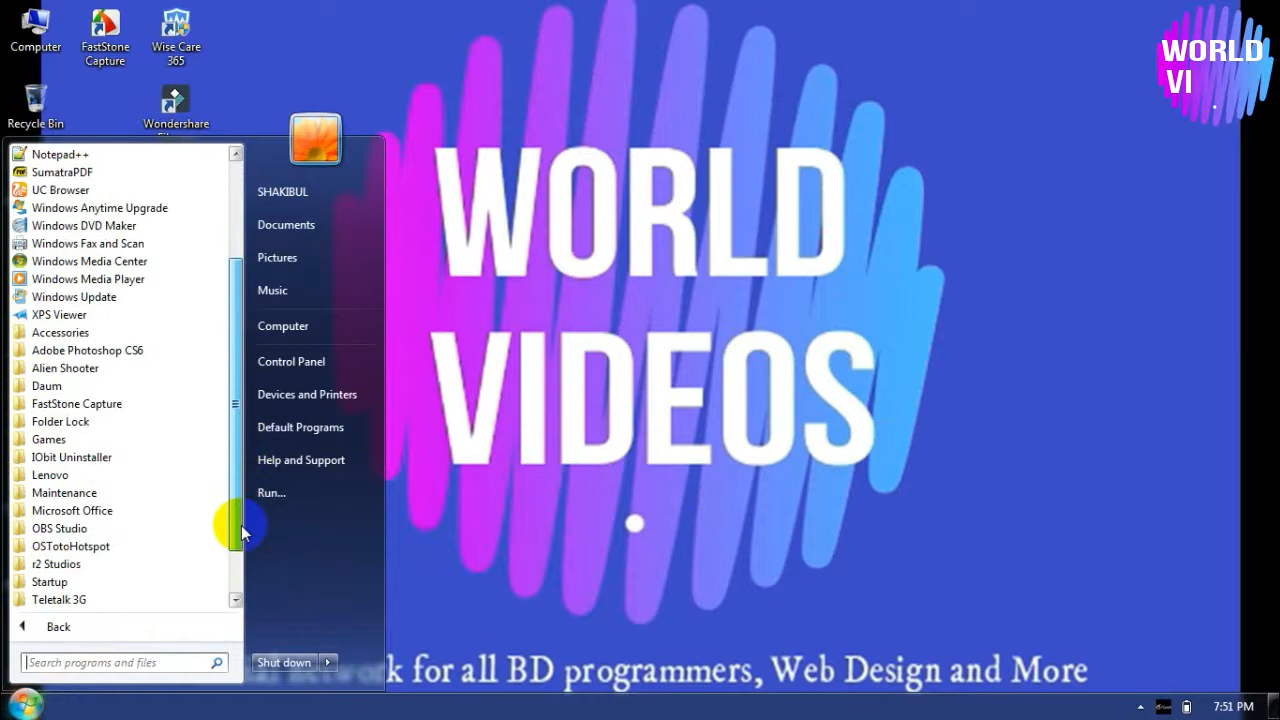 Computer
FastStone
Capture
Wise Care
365
Recycle Bin
Wondershare
Notepad++
SumatraPDF
UC Browser
Windows Anytime Upgrade
Windows DVD Maker
Windows Fax and Scan
Windows Media Center
Windows Media Player
Windows Update
XPS Viewer
Accessories
Adobe Photoshop CS6
Alien Shooter
Daum
FastStone Capture
Folder Lock
Games
IObit Uninstaller
Lenovo
Maintenance
Microsoft Office
OBS Studio
OSTotoHotspot
r2 Studios
Startup
Teletalk 3G
Back
Search programs and files
SHAKIBUL
Documents
Pictures
Music
Computer
Control Panel
Devices and Printers
Default Programs
Help and Support
Run...
Shut down
WORLD
VIDEOS
for all BD programmers, Web Design and More
WORLD
VI
7:51 PM